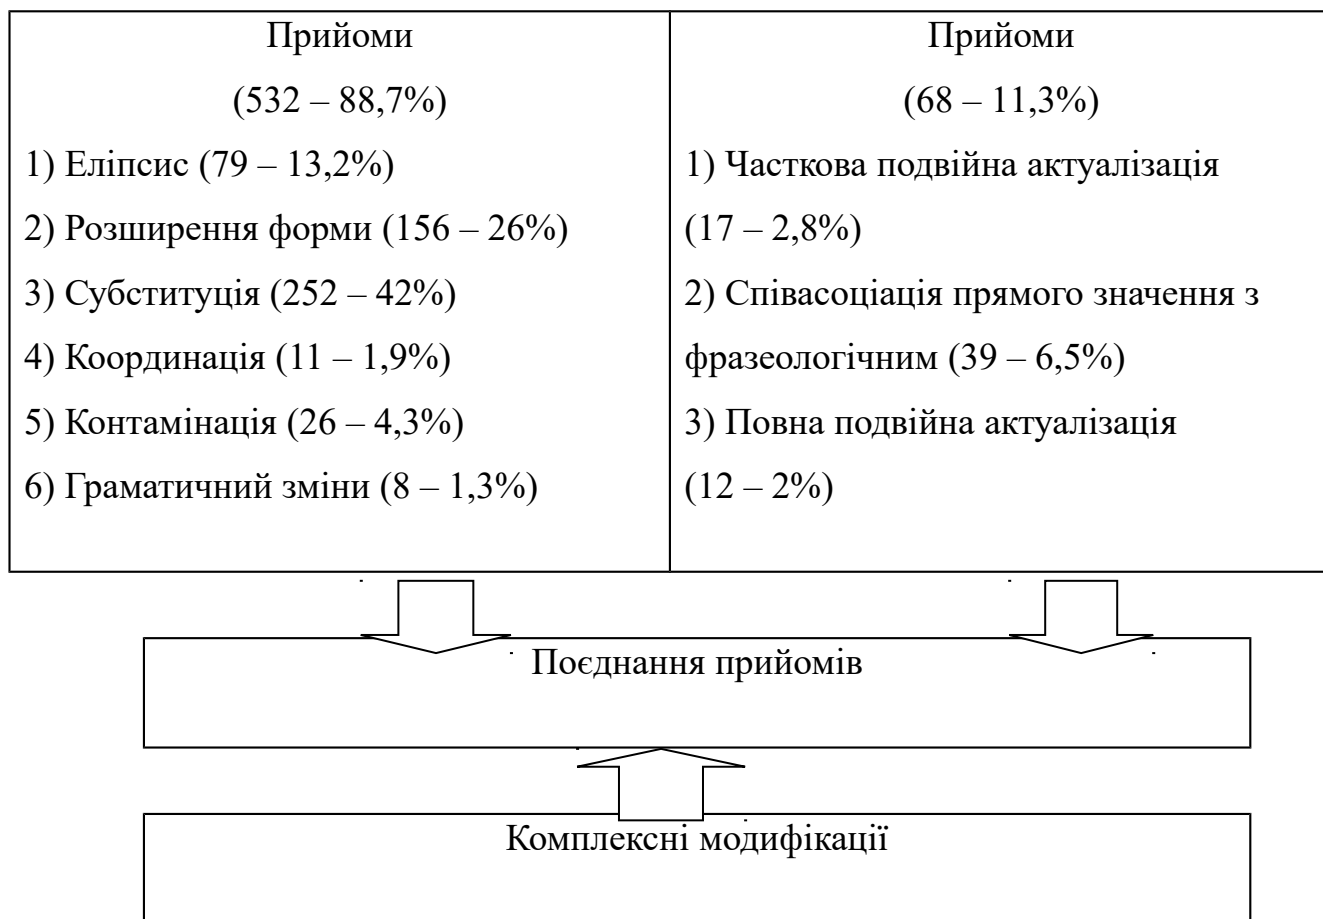 Прийоми
(532 – 88,7%)
1) Еліпсис (79 – 13,2%)
2) Розширення форми (156 – 26%)
3) Субституція (252 – 42%)
4) Координація (11 – 1,9%)
5) Контамінація (26 – 4,3%)
6) Граматичний зміни (8 – 1,3%)
Прийоми
(68 – 11,3%)
1) Часткова подвійна актуалізація
(17 – 2,8%)
2) Співасоціація прямого значення з
фразеологічним (39 – 6,5%)
3) Повна подвійна актуалізація
(12 – 2%)
Поєднання прийомів
Комплексні модифікації